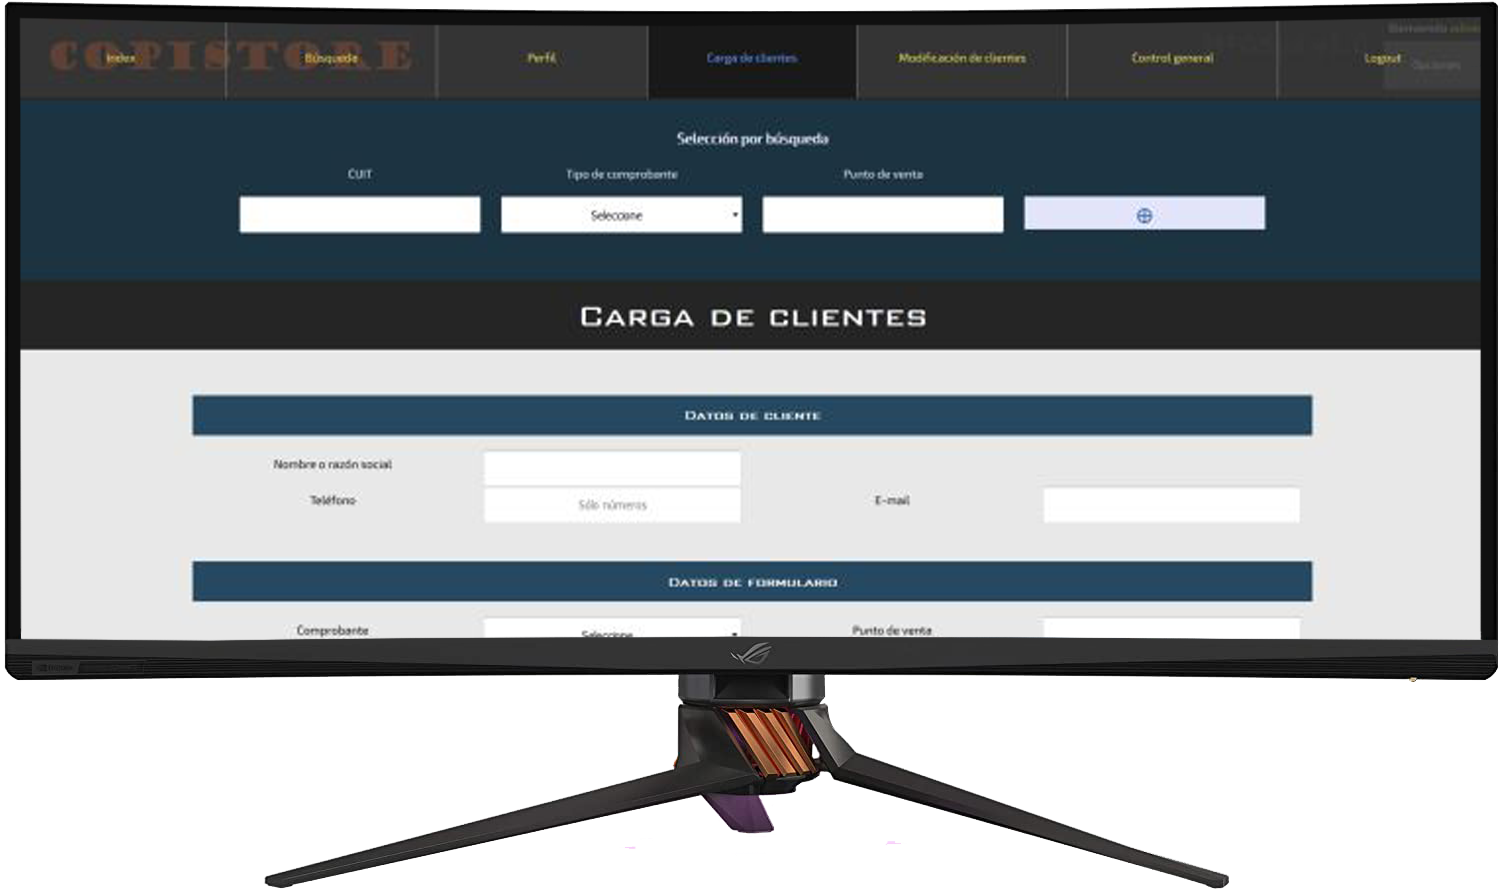 COPISTORE
Bienvenido
Index
Búsqueda
Perfil
Carga de clientes
Modificación de clientes
Control general
Logout
Opciones
Selección por búsqueda
CUIT
Tipo de comprobante
Punto de venta
Seleccione
Carga de clientes
Datos de cliente
Nombre o razón social
Teléfono
Sólo números
E-mail
Datos de formulario
Comprobante
Seleccione
Punto de venta